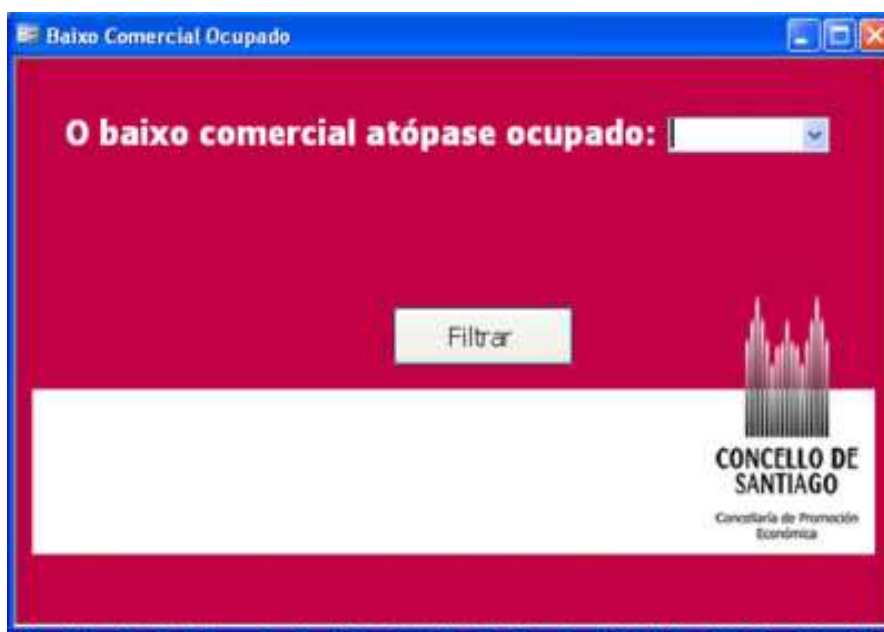 Baixo Comercial Ocupado
O baixo comercial atópase ocupado:
Filtrar
CONCELLO DE
SANTIAGO
Concellaría de Promoción
Económica